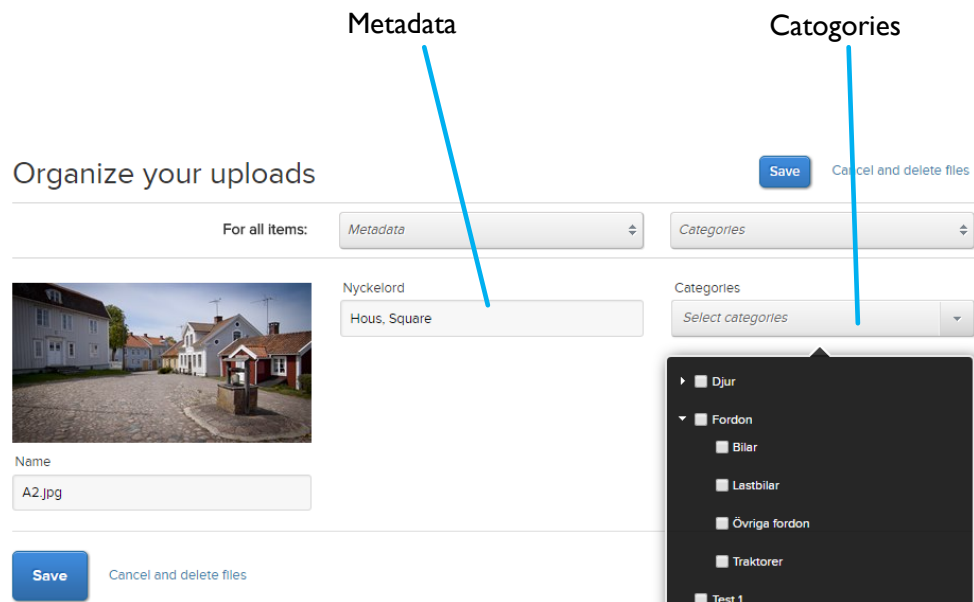 Metadata
Catogories
Organize your uploads
Save
Cancel and delete files
For all items:
Metadata
Categories
Nyckelord
Categories
Hous, Square
Select categories
Djur
Fordon
Bilar
Lastbilar
Övriga fordon
Traktorer
Test 1
Name
A2.jpg
Save
Cancel and delete files